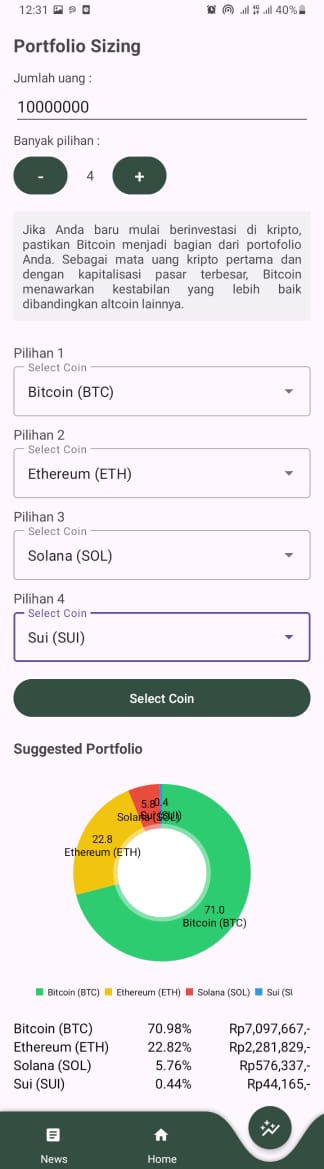 12:31 40%
Portfolio Sizing
Jumlah uang :
10000000
Banyak pilihan :
- 4 +
Jika Anda baru mulai berinvestasi di kripto,
pastikan Bitcoin menjadi bagian dari portofolio
Anda. Sebagai mata uang kripto pertama dan
dengan kapitalisasi pasar terbesar, Bitcoin
menawarkan kestabilan yang lebih baik
dibandingkan altcoin lainnya.
Pilihan 1
Select Coin
Bitcoin (BTC)
Pilihan 2
Select Coin
Ethereum (ETH)
Pilihan 3
Select Coin
Solana (SOL)
Pilihan 4
Select Coin
Sui (SUI)
Select Coin
Suggested Portfolio
5.8 0.4
Solana (SOL) Sui (SUI)
22.8
Ethereum (ETH)
71.0
Bitcoin (BTC)
Bitcoin (BTC) Ethereum (ETH) Solana (SOL) Sui (SU
Bitcoin (BTC) 70.98% Rp7,097,667,-
Ethereum (ETH) 22.82% Rp2,281,829,-
Solana (SOL) 5.76% Rp576,337,-
Sui (SUI) 0.44% Rp44,165,-
News Home